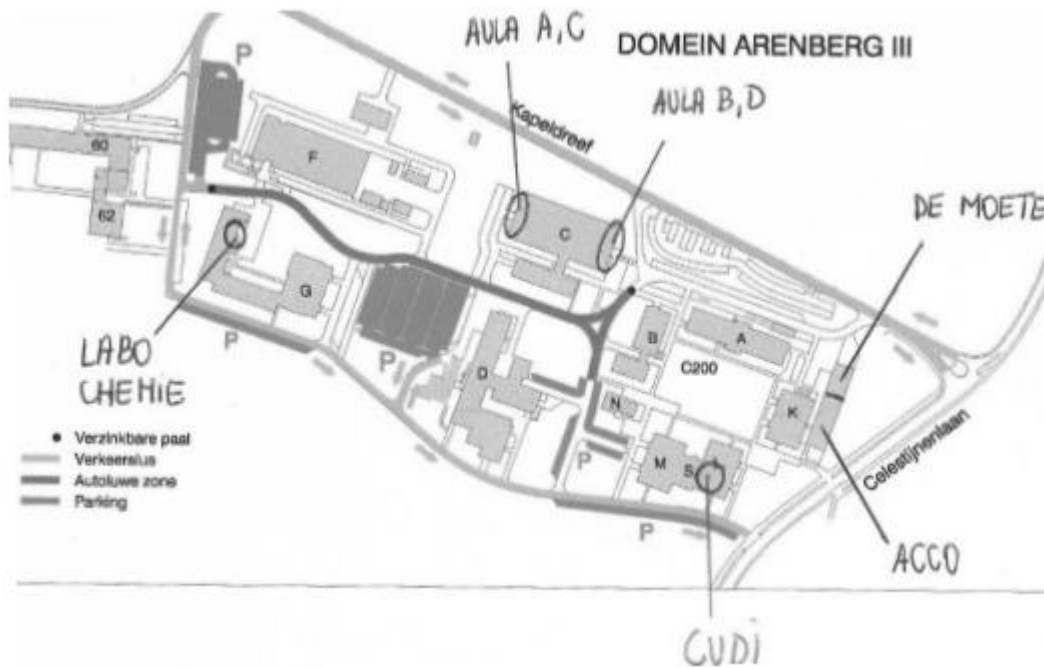 AULA A,C
DOMEIN ARENBERG III
AULA B,D
P
Kapeldreef
60
F
62
DE MOETE
C
G
P
P
LABO
CHEMIE
B
A
D
C200
N
K
P
M
S
P
Celestijnenlaan
Verzinkbare paal
Verkeerslus
Autoluwe zone
Parking
ACCO
CUDI